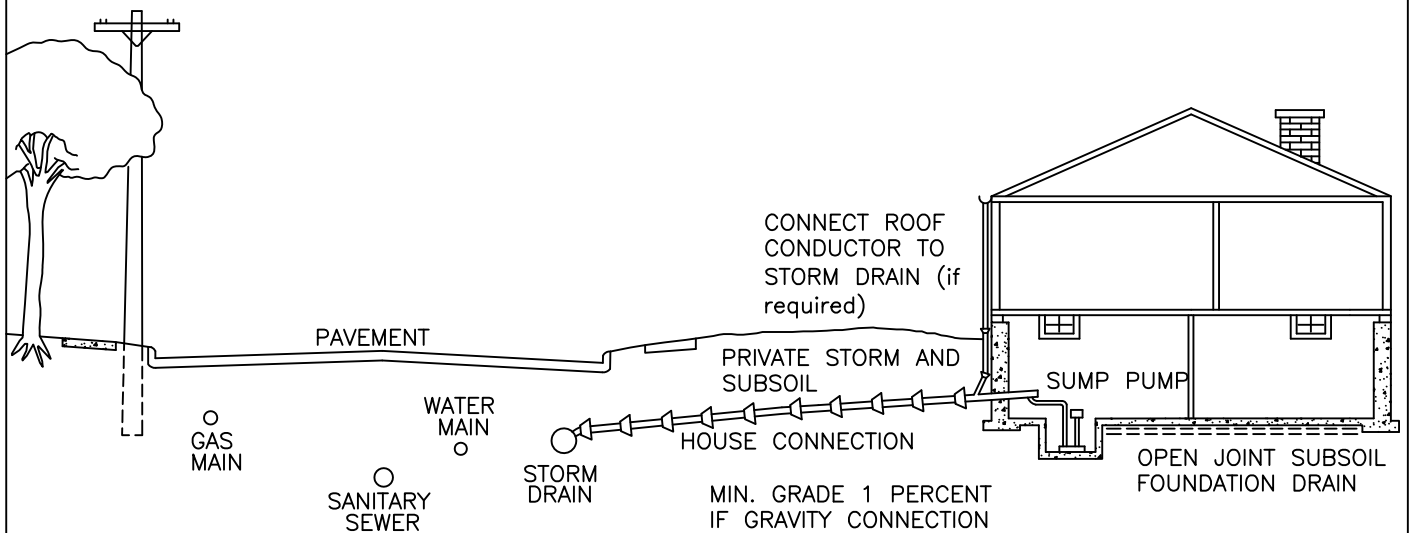 CONNECT ROOF
CONDUCTOR TO
STORM DRAIN (if
required)
PAVEMENT
PRIVATE STORM AND
SUBSOIL
SUMP PUMP
GAS
MAIN
WATER
MAIN
HOUSE CONNECTION
STORM
DRAIN
SANITARY
SEWER
OPEN JOINT SUBSOIL
FOUNDATION DRAIN
MIN. GRADE 1 PERCENT
IF GRAVITY CONNECTION